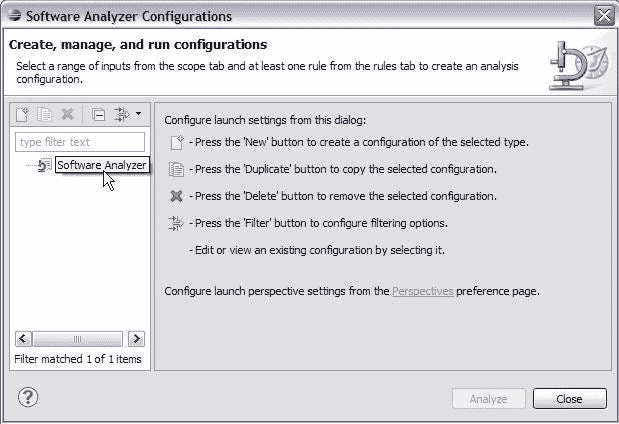 Software Analyzer Configurations
Create, manage, and run configurations
Select a range of inputs from the scope tab and at least one rule from the rules tab to create an analysis
configuration.
type filter text
Software Analyzer
Filter matched 1 of 1 items
Configure launch settings from this dialog:
- Press the 'New' button to create a configuration of the selected type.
- Press the 'Duplicate' button to copy the selected configuration.
- Press the 'Delete' button to remove the selected configuration.
- Press the 'Filter' button to configure filtering options.
- Edit or view an existing configuration by selecting it.
Configure launch perspective settings from the Perspectives preference page.
?
Analyze
Close